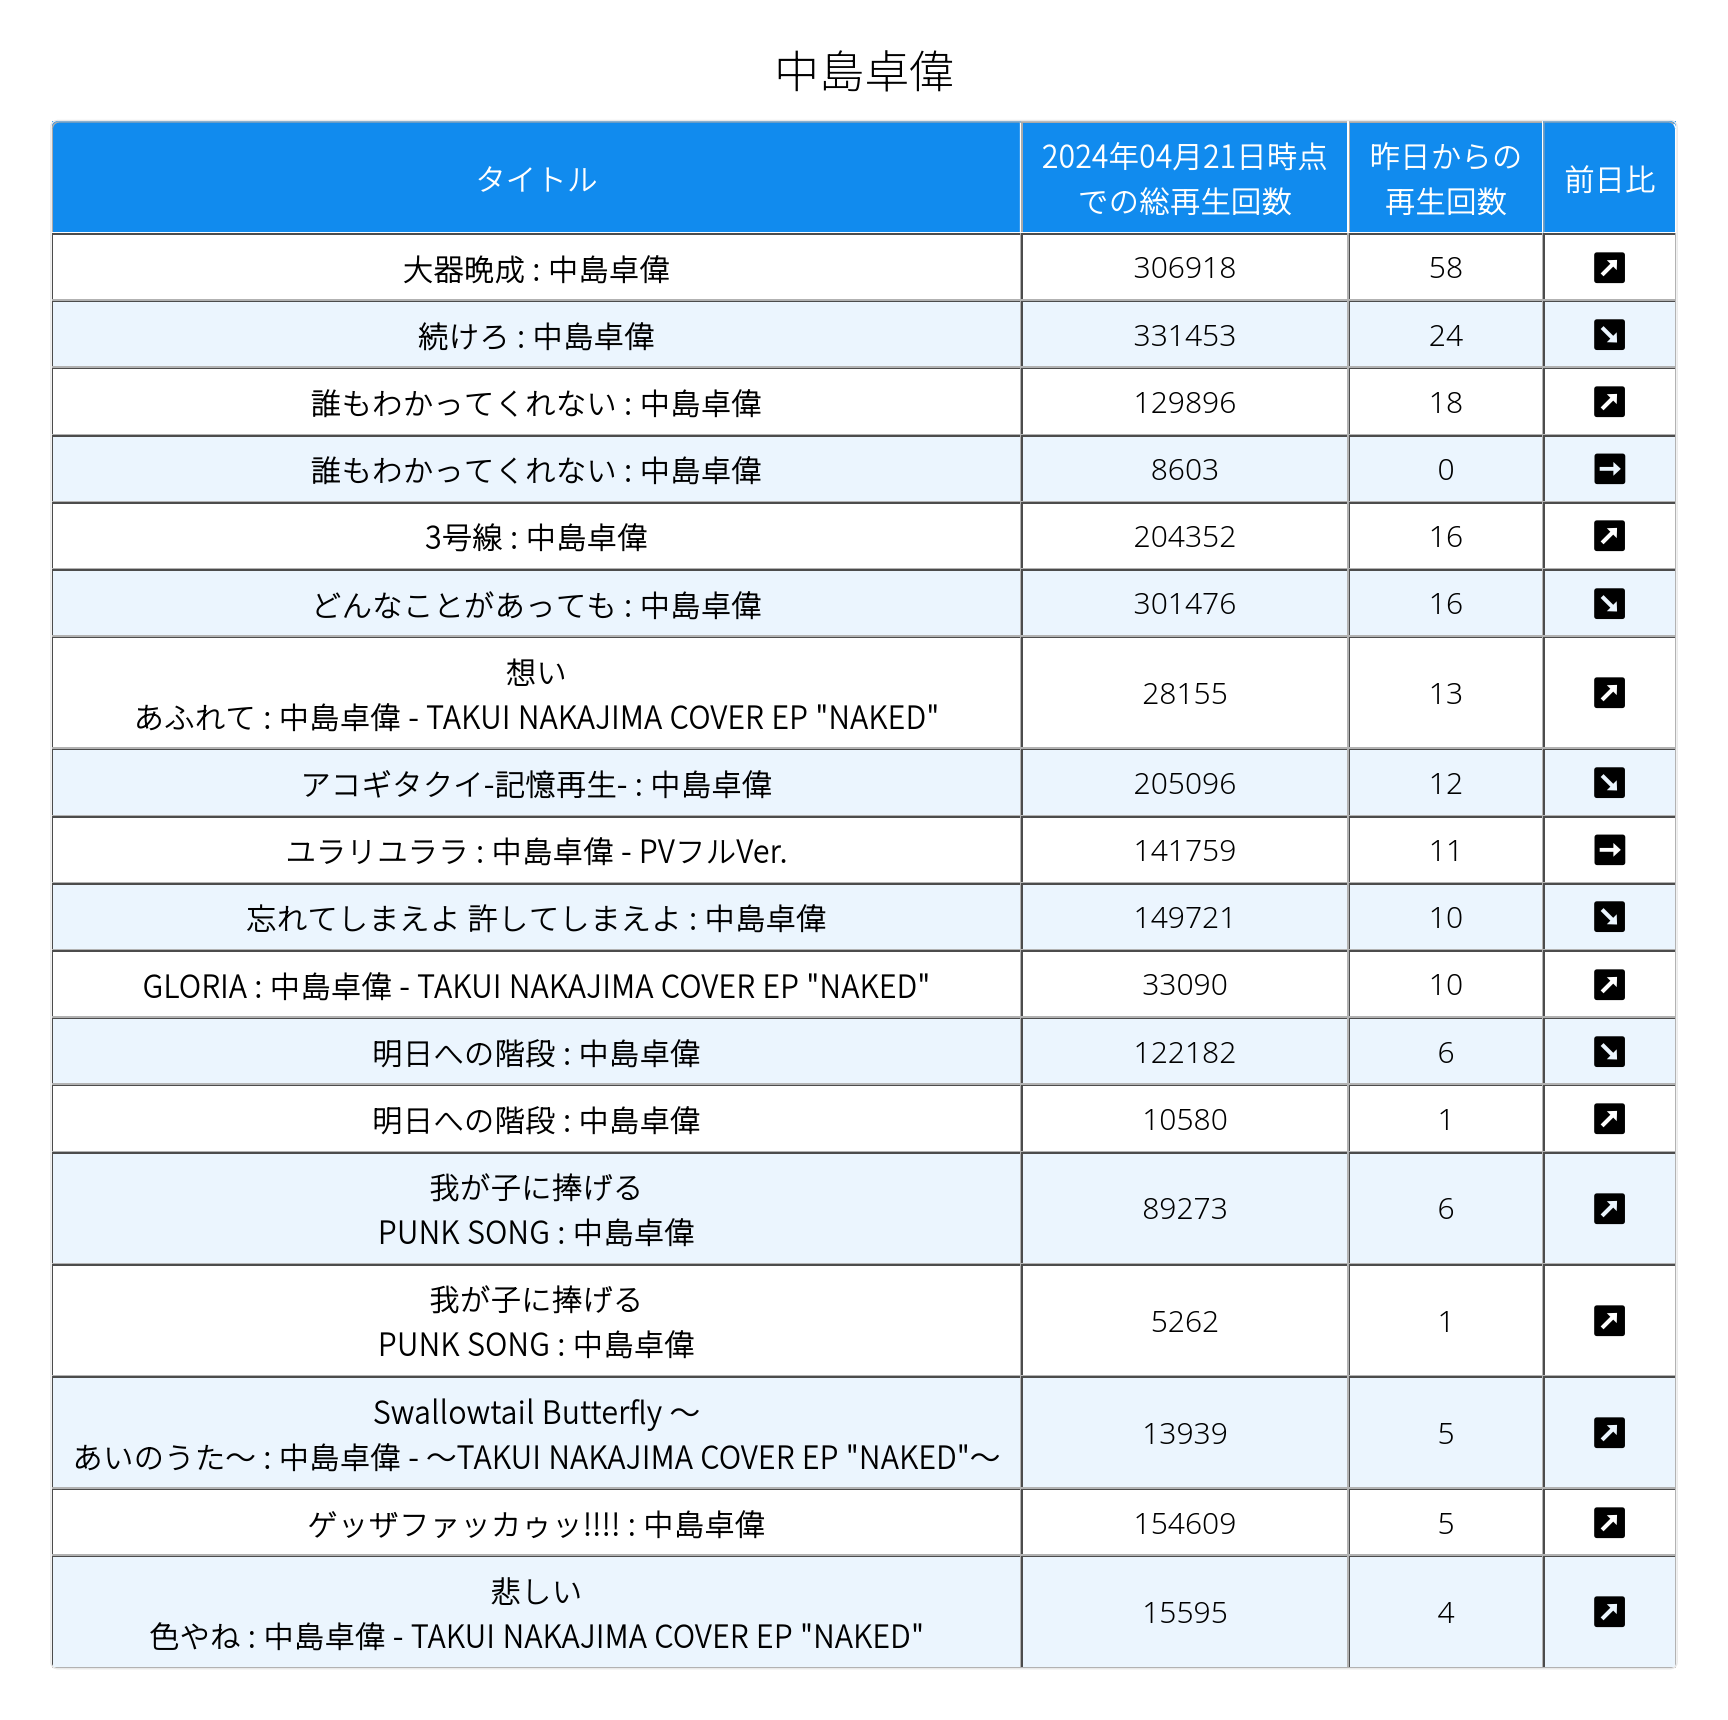 中島卓偉
タイトル
2024年04月21日時点
での総再生回数
昨日からの
再生回数
前日比
大器晩成 : 中島卓偉 306918 58 ↗
続けろ : 中島卓偉 331453 24 ↘
誰もわかってくれない : 中島卓偉 129896 18 ↗
誰もわかってくれない : 中島卓偉 8603 0 →
3号線 : 中島卓偉 204352 16 ↗
どんなことがあっても : 中島卓偉 301476 16 ↘
想い
あふれて : 中島卓偉 - TAKUI NAKAJIMA COVER EP "NAKED" 28155 13 ↗
アコギタクイ-記憶再生- : 中島卓偉 205096 12 ↘
ユラリユララ : 中島卓偉 - PVフルVer. 141759 11 →
忘れてしまえよ 許してしまえよ : 中島卓偉 149721 10 ↘
GLORIA : 中島卓偉 - TAKUI NAKAJIMA COVER EP "NAKED" 33090 10 ↗
明日への階段 : 中島卓偉 122182 6 ↘
明日への階段 : 中島卓偉 10580 1 ↗
我が子に捧げる
PUNK SONG : 中島卓偉 89273 6 ↗
我が子に捧げる
PUNK SONG : 中島卓偉 5262 1 ↗
Swallowtail Butterfly ～
あいのうた～ : 中島卓偉 - ～TAKUI NAKAJIMA COVER EP "NAKED"～ 13939 5 ↗
ゲッザファッカゥッ!!!! : 中島卓偉 154609 5 ↗
悲しい
色やね : 中島卓偉 - TAKUI NAKAJIMA COVER EP "NAKED" 15595 4 ↗